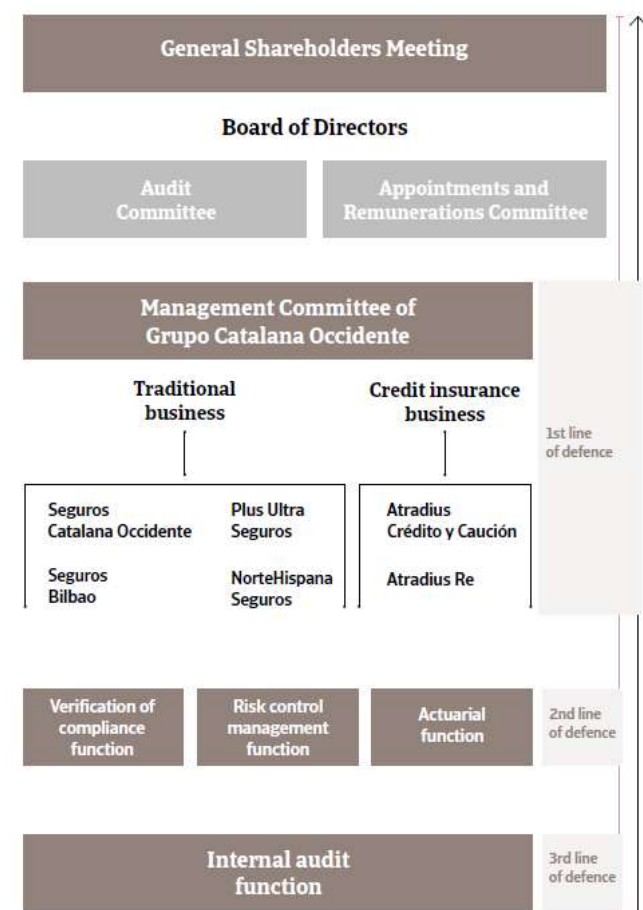 General Shareholders Meeting
Board of Directors
Audit
Committee
Appointments and
Remunerations Committee
Management Committee of
Grupo Catalana Occidente
Traditional
business
Credit insurance
business
1st line
of defence
Seguros
Catalana Occidente
Plus Ultra
Seguros
Atradius
Crédito y Caución
Seguros
Bilbao
NorteHispana
Seguros
Atradius Re
Verification of
compliance
function
Risk control
management
function
Actuarial
function
2nd line
of defence
Internal audit
function
3rd line
of defence